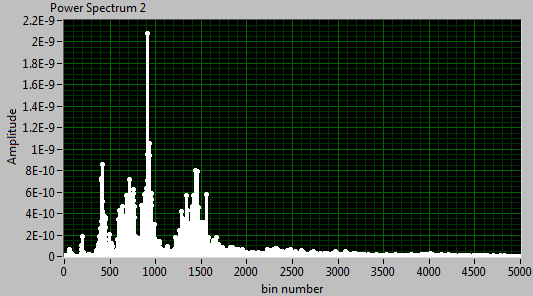 Power Spectrum 2
2.2E-9
2E-9
1.8E-9
1.6E-9
1.4E-9
1.2E-9
1E-9
8E-10
6E-10
4E-10
2E-10
0
Amplitude
0 500 1000 1500 2000 2500 3000 3500 4000 4500 5000
bin number